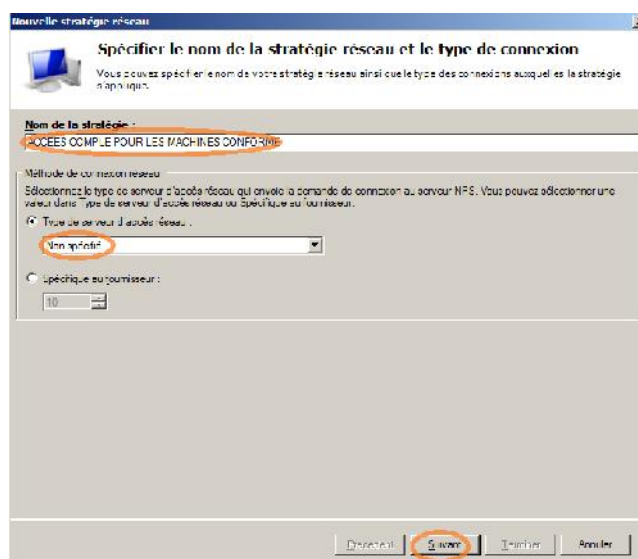 Nouvelle stratégie réseau
Spécifier le nom de la stratégie réseau et le type de connexion
Vous pouvez spécifier le nom de votre stratégie réseau ainsi que le type des connexions auxquelles la stratégie
s'applique.
Nom de la stratégie :
ACCEES COMPLE POUR LES MACHINES CONFORME
Méthode de connexion réseau
Sélectionnez le type de serveur d'accès réseau qui envoie la demande de connexion au serveur NPS. Vous pouvez sélectionner une
valeur dans Type de serveur d'accès réseau ou Spécifique au fournisseur.
Type de serveur d'accès réseau :
Non spécifié
Spécifique au fournisseur :
10
Précédent
Suivant
Terminer
Annuler